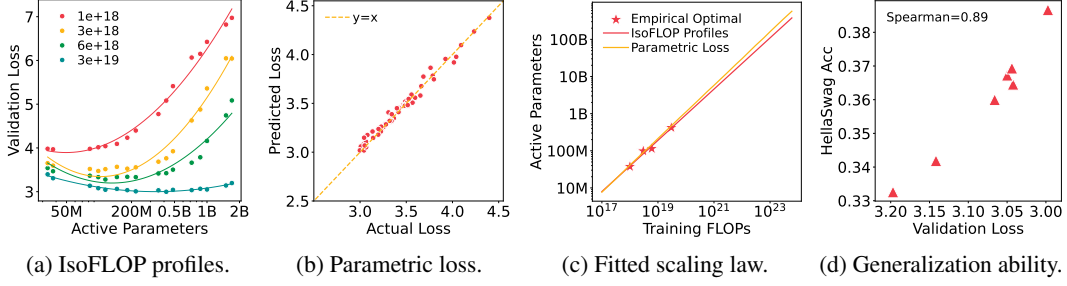 1e+18
3e+18
6e+18
3e+19
Validation Loss
7
6
5
4
3
50M
200M
0.5B
1B
2B
Active Parameters
(a) IsoFLOP profiles.
y=x
Predicted Loss
4.5
4.0
3.5
3.0
2.5
3.0
3.5
4.0
4.5
Actual Loss
(b) Parametric loss.
Empirical Optimal
IsoFLOP Profiles
Parametric Loss
Active Parameters
100B
10B
1B
100M
10M
10^17
10^19
10^21
10^23
Training FLOPs
(c) Fitted scaling law.
Spearman=0.89
HellaSwag Acc
0.38
0.37
0.36
0.35
0.34
0.33
3.20
3.15
3.10
3.05
3.00
Validation Loss
(d) Generalization ability.